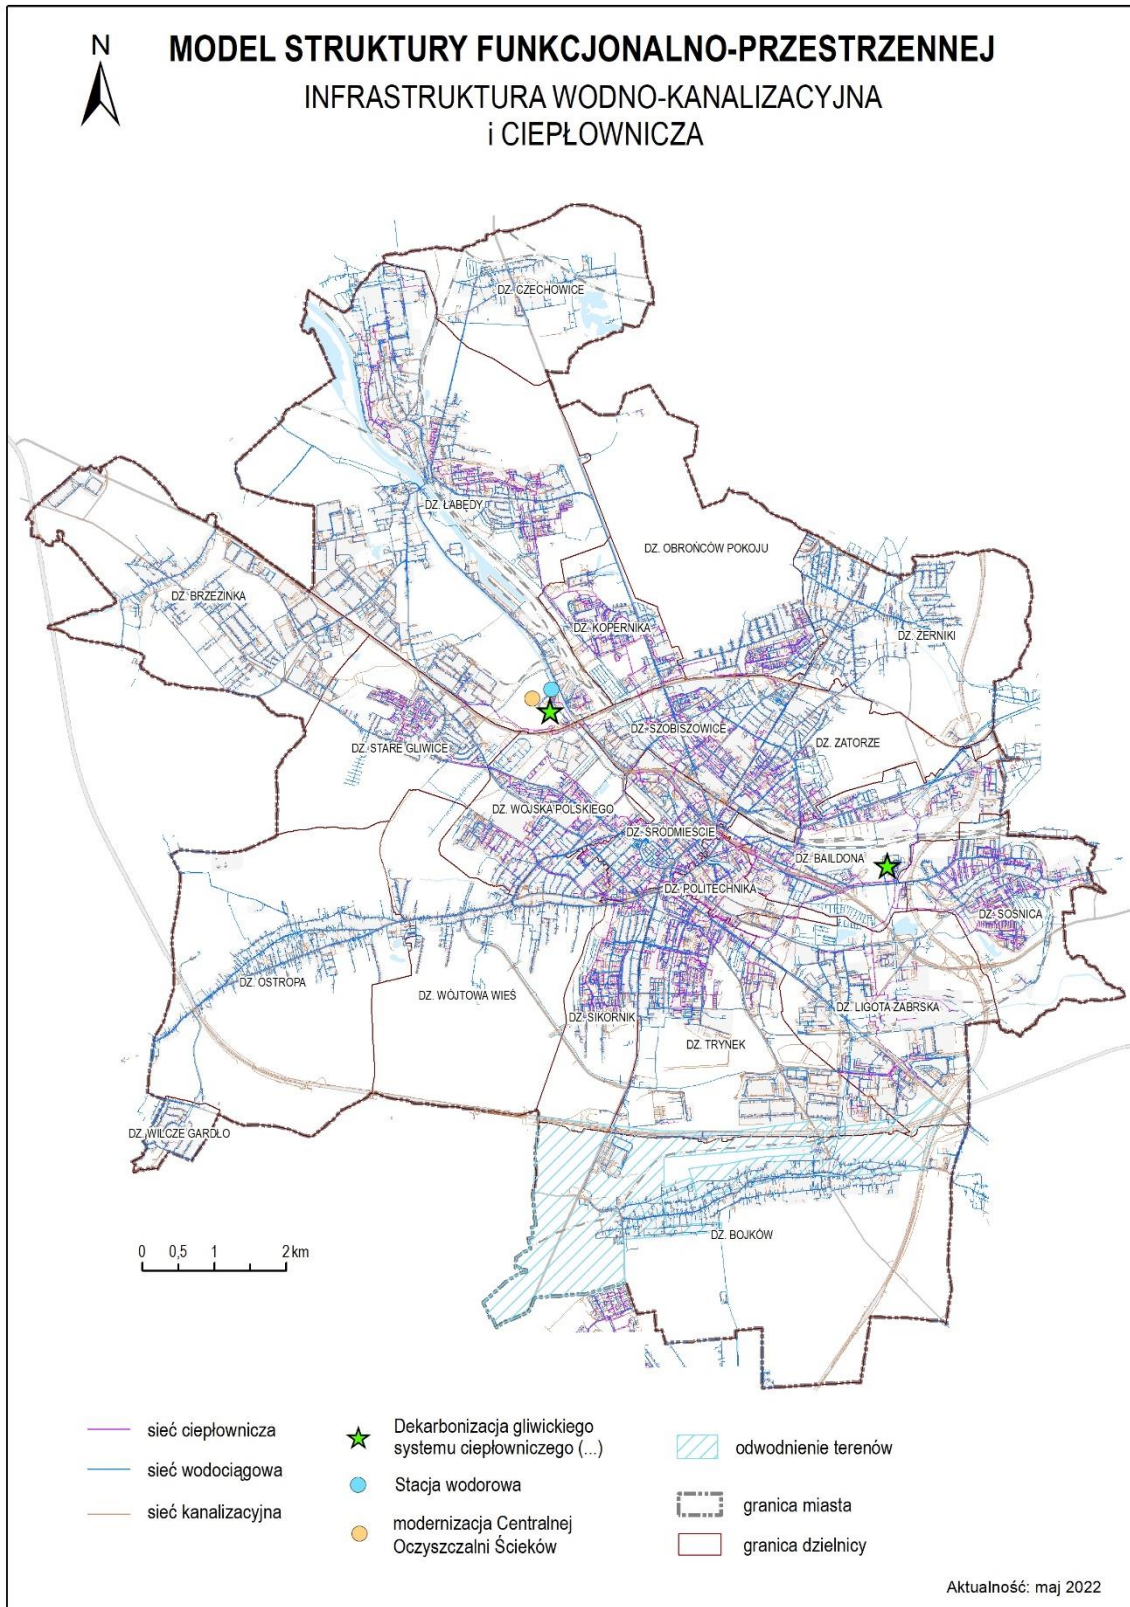 N
MODEL STRUKTURY FUNKCJONALNO-PRZESTRZENNEJ
INFRASTRUKTURA WODNO-KANALIZACYJNA
i CIEPŁOWNICZA
DZ. CZECHOWICE
DZ. ŁABĘDY
DZ. OBROŃCÓW POKOJU
DZ. BRZEZINKA
DZ. KOPERNIKA
DZ. ŻERNIKI
DZ. SZOBISZOWICE
DZ. ZATORZE
DZ. STARE GLIWICE
DZ. WOJSKA POLSKIEGO
DZ. ŚRÓDMIEŚCIE
DZ. BAILDONA
DZ. POLITECHNIKA
DZ. SOŚNICA
DZ. OSTROPA
DZ. WÓJTOWA WIEŚ
DZ. SIKORNIK
DZ. LIGOTA ZABRSKA
DZ. TRYNEK
DZ. WILCZE GARDŁO
DZ. BOJKÓW
0 0,5 1 2 km
sieć ciepłownicza
sieć wodociągowa
sieć kanalizacyjna
Dekarbonizacja gliwickiego
systemu ciepłowniczego (...)
Stacja wodorowa
modernizacja Centralnej
Oczyszczalni Ścieków
odwodnienie terenów
granica miasta
granica dzielnicy
Aktualność: maj 2022